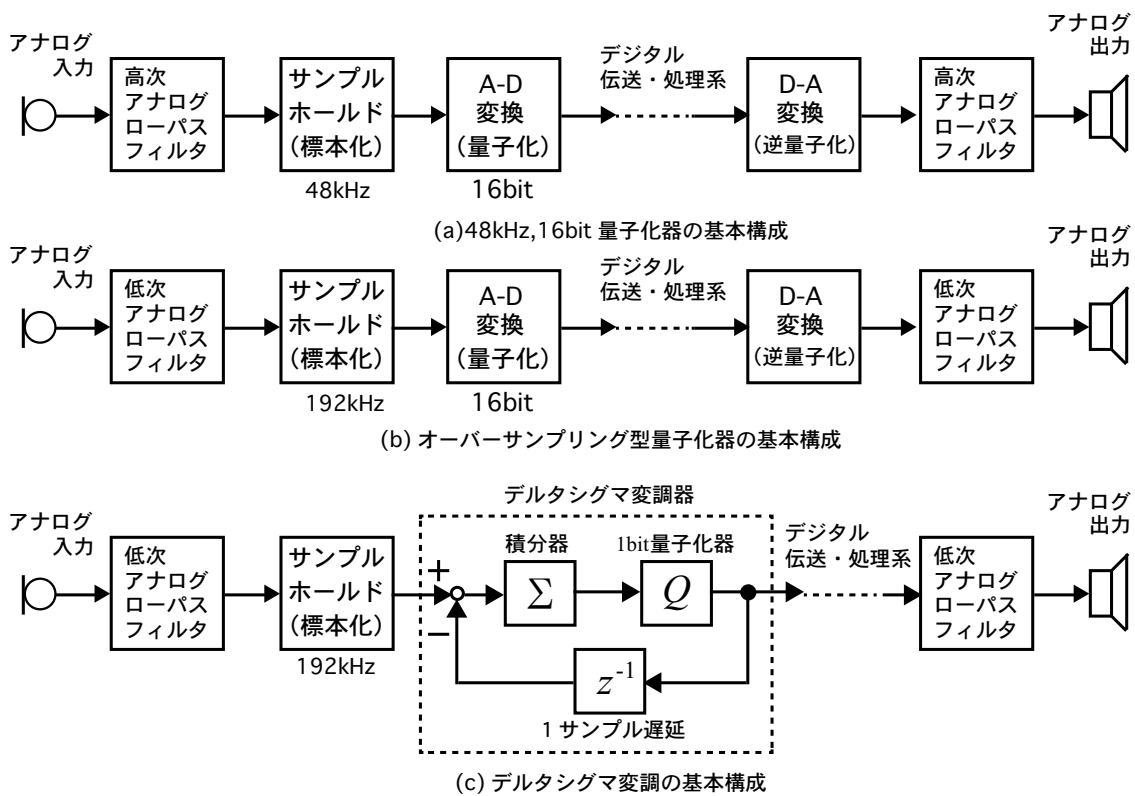 アナログ
入力
高次
アナログ
ローパス
フィルタ
サンプル
ホールド
(標本化)
48kHz
A-D
変換
(量子化)
16bit
デジタル
伝送・処理系
D-A
変換
(逆量子化)
高次
アナログ
ローパス
フィルタ
アナログ
出力
(a)48kHz,16bit 量子化器の基本構成
アナログ
入力
低次
アナログ
ローパス
フィルタ
サンプル
ホールド
(標本化)
192kHz
A-D
変換
(量子化)
16bit
デジタル
伝送・処理系
D-A
変換
(逆量子化)
低次
アナログ
ローパス
フィルタ
アナログ
出力
(b) オーバーサンプリング型量子化器の基本構成
アナログ
入力
低次
アナログ
ローパス
フィルタ
サンプル
ホールド
(標本化)
192kHz
デルタシグマ変調器
+
−
積分器
Σ
1bit量子化器
Q
z⁻¹
1 サンプル遅延
デジタル
伝送・処理系
低次
アナログ
ローパス
フィルタ
アナログ
出力
(c) デルタシグマ変調の基本構成